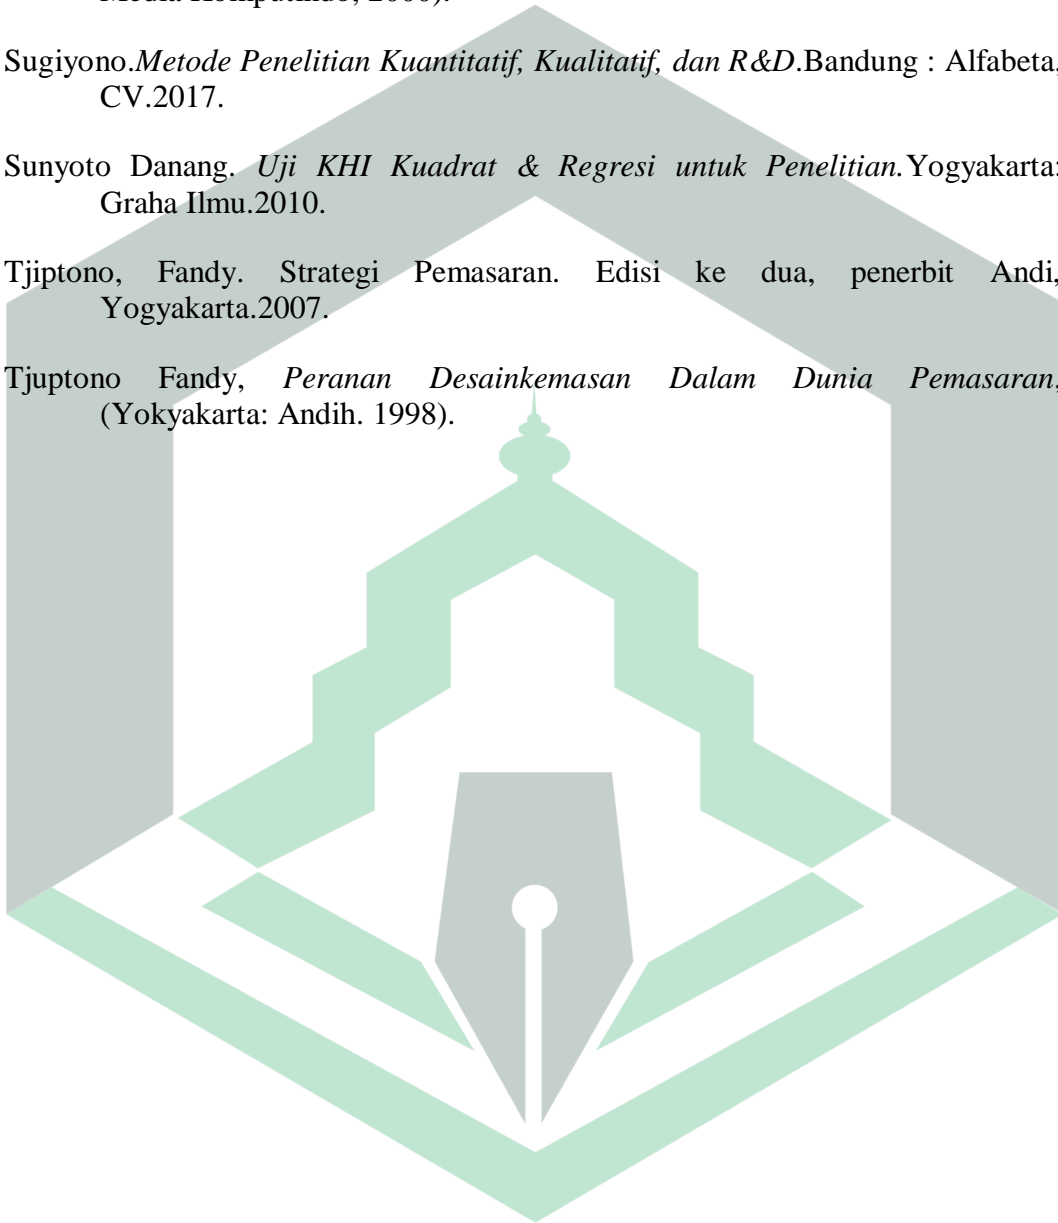 Media Komputindo, 2006).
Sugiyono.Metode Penelitian Kuantitatif, Kualitatif, dan R&D.Bandung : Alfabeta,
CV.2017.
Sunyoto Danang. Uji KHI Kuadrat & Regresi untuk Penelitian.Yogyakarta:
Graha Ilmu.2010.
Tjiptono, Fandy. Strategi Pemasaran. Edisi ke dua, penerbit Andi,
Yogyakarta.2007.
Tjuptono Fandy, Peranan Desainkemasan Dalam Dunia Pemasaran,
(Yokyakarta: Andih. 1998).